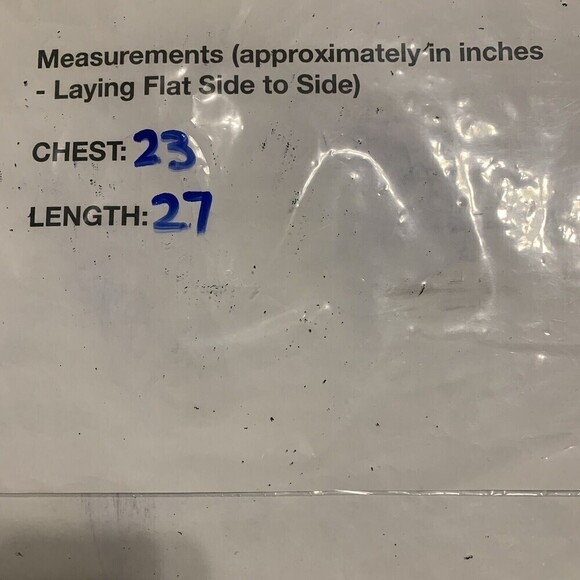 Measurements (approximately in inches
- Laying Flat Side to Side)
CHEST: 23
LENGTH: 27